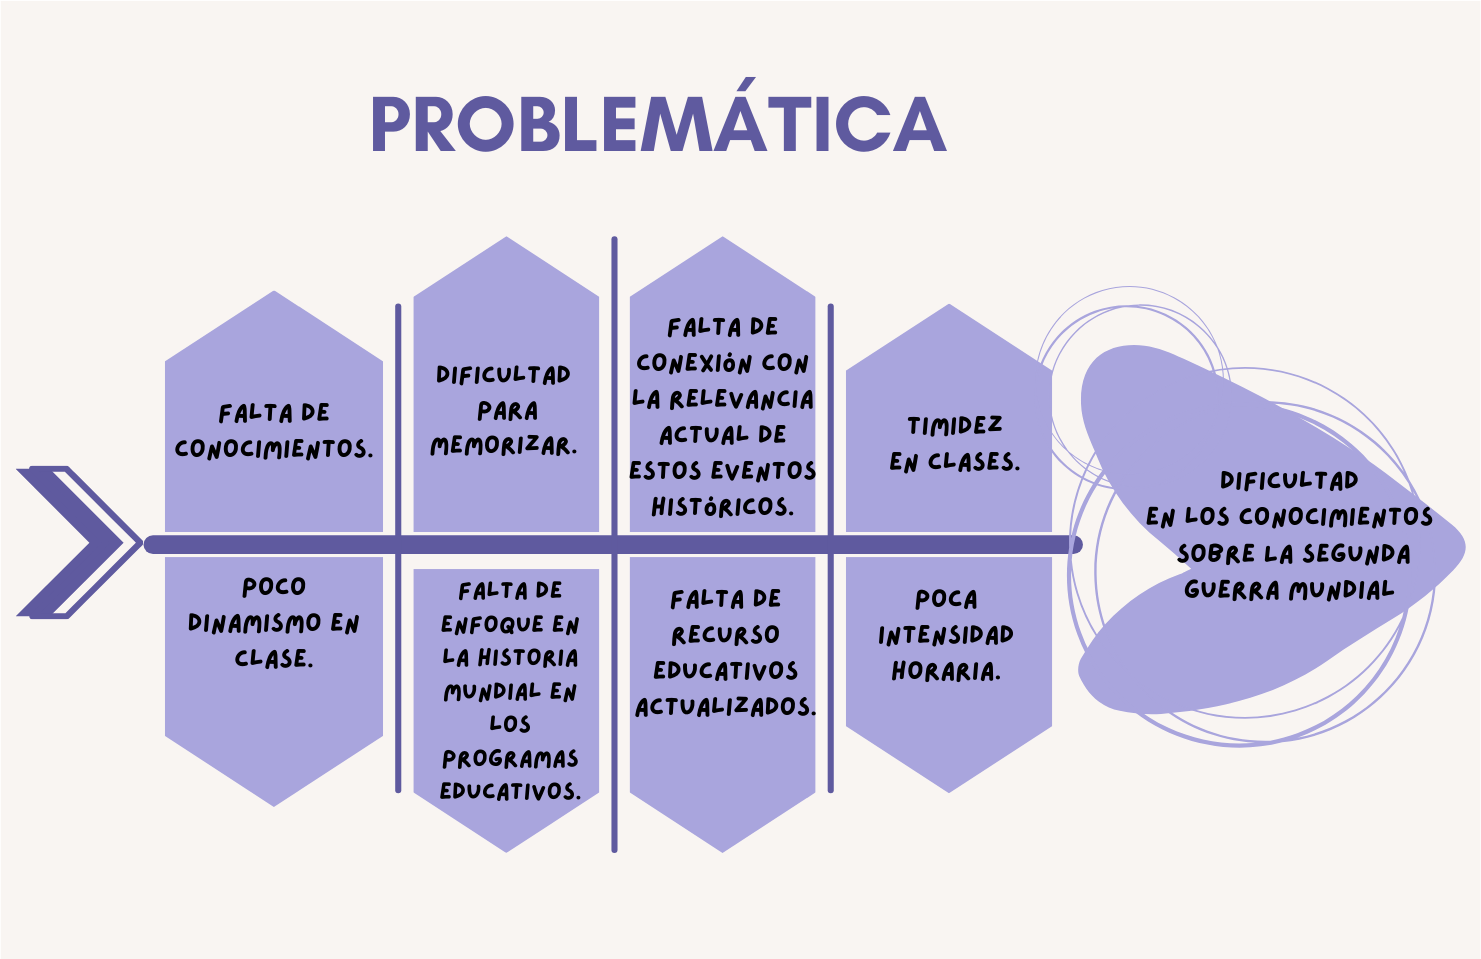 PROBLEMÁTICA
FALTA DE
CONOCIMIENTOS.
DIFICULTAD
PARA
MEMORIZAR.
FALTA DE
CONEXIÓN CON
LA RELEVANCIA
ACTUAL DE
ESTOS EVENTOS
HISTÓRICOS.
TIMIDEZ
EN CLASES.
POCO
DINAMISMO EN
CLASE.
FALTA DE
ENFOQUE EN
LA HISTORIA
MUNDIAL EN
LOS
PROGRAMAS
EDUCATIVOS.
FALTA DE
RECURSO
EDUCATIVOS
ACTUALIZADOS.
POCA
INTENSIDAD
HORARIA.
DIFICULTAD
EN LOS CONOCIMIENTOS
SOBRE LA SEGUNDA
GUERRA MUNDIAL